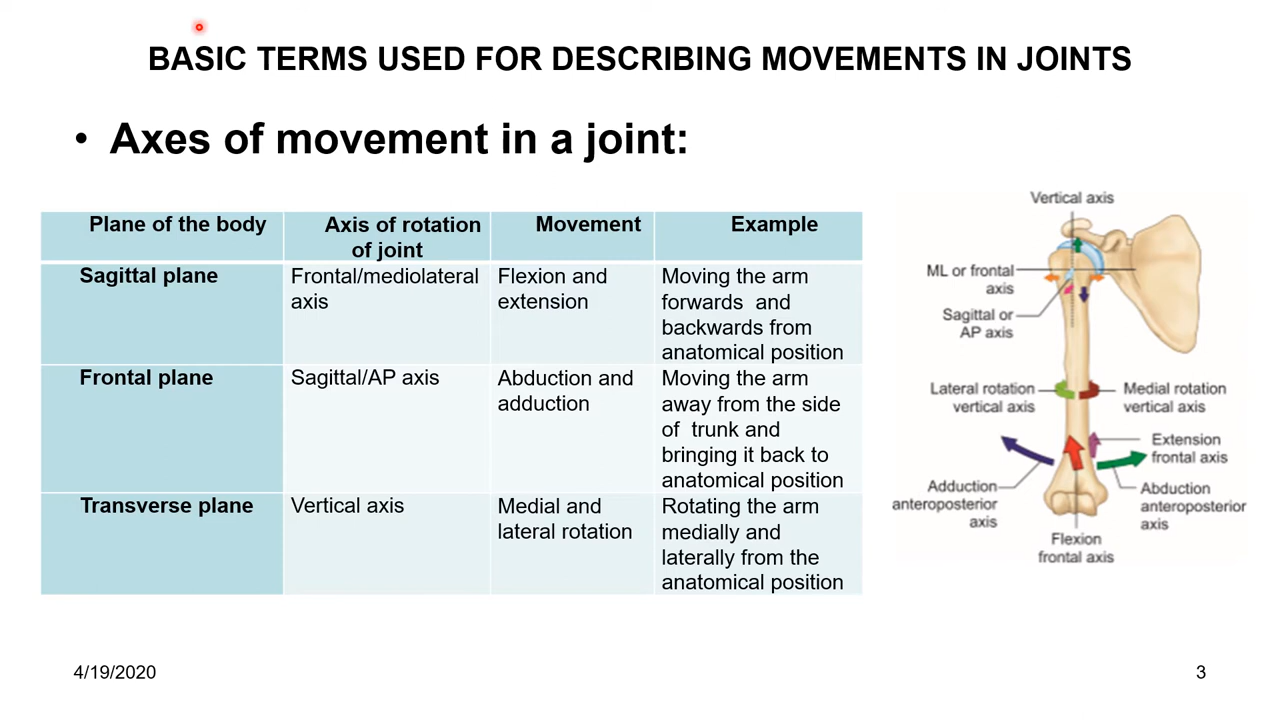 BASIC TERMS USED FOR DESCRIBING MOVEMENTS IN JOINTS
• Axes of movement in a joint:
Plane of the body
Axis of rotation
of joint
Movement
Example
Sagittal plane
Frontal/mediolateral
axis
Flexion and
extension
Moving the arm
forwards and
backwards from
anatomical position
Frontal plane
Sagittal/AP axis
Abduction and
adduction
Moving the arm
away from the side
of trunk and
bringing it back to
anatomical position
Transverse plane
Vertical axis
Medial and
lateral rotation
Rotating the arm
medially and
laterally from the
anatomical position
Vertical axis
ML or frontal
axis
Sagittal or
AP axis
Lateral rotation
vertical axis
Medial rotation
vertical axis
Extension
frontal axis
Adduction
anteroposterior
axis
Abduction
anteroposterior
axis
Flexion
frontal axis
4/19/2020
3